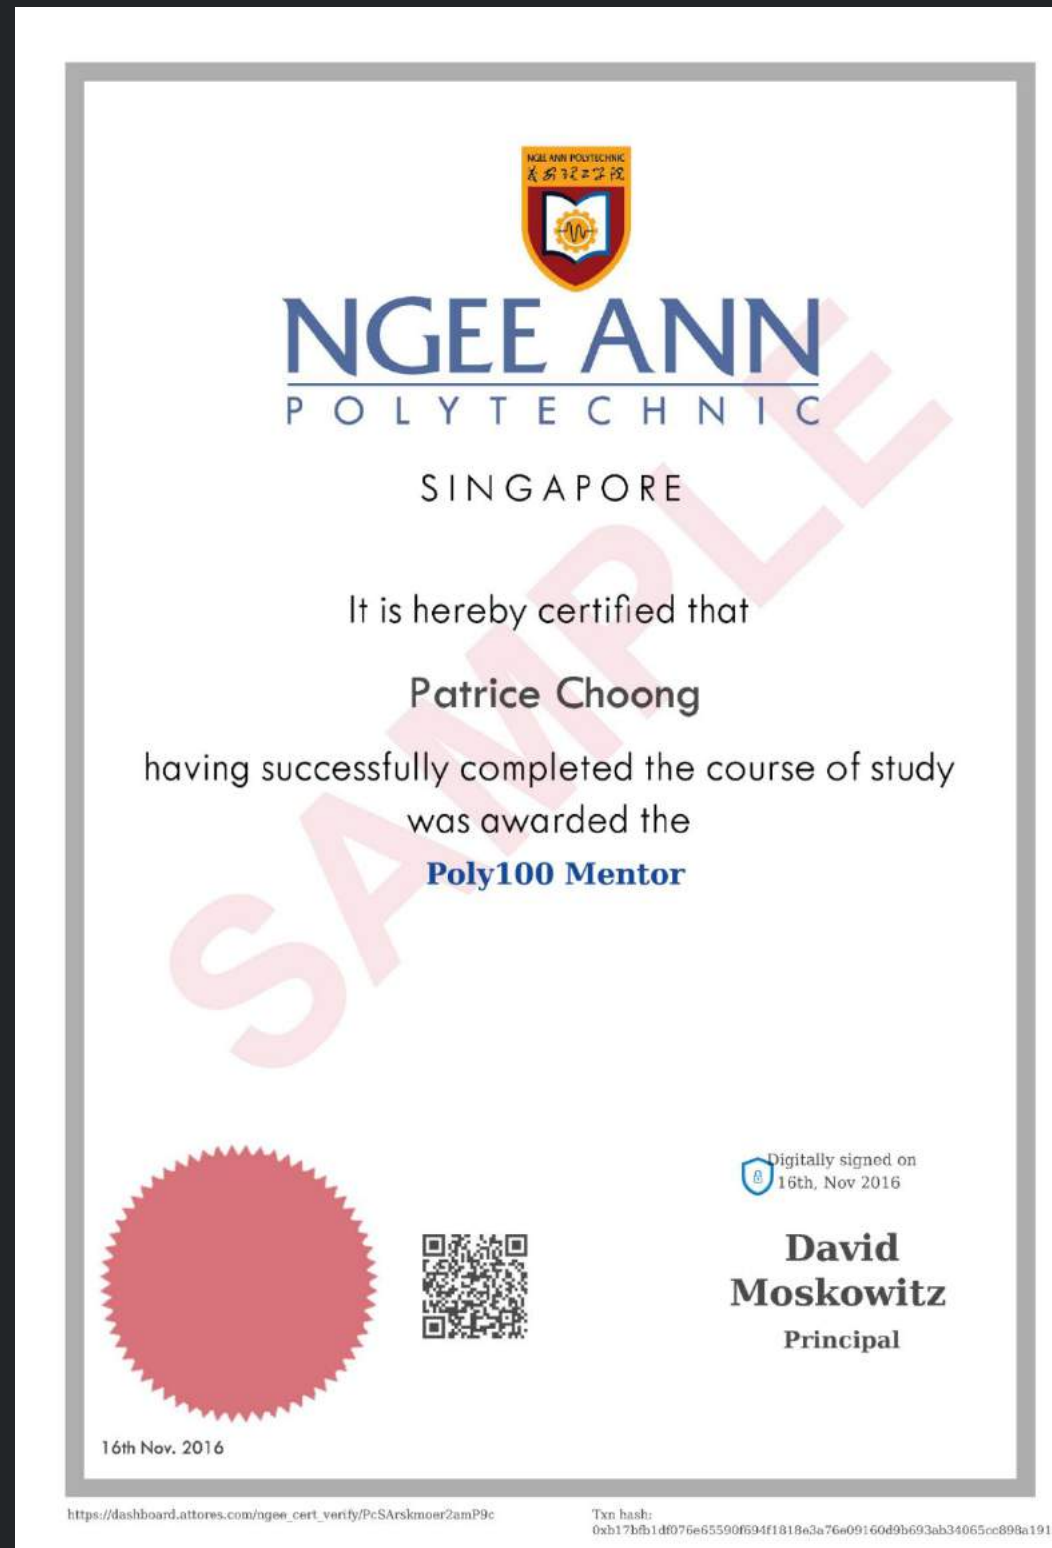 NGEE ANN POLYTECHNIC
NGEE ANN
POLYTECHNIC
SINGAPORE
SAMPLE
It is hereby certified that
Patrice Choong
having successfully completed the course of study
was awarded the
Poly100 Mentor
Digitally signed on
16th, Nov 2016
David
Moskowitz
Principal
16th Nov. 2016
https://dashboard.attores.com/ngee_cert_verify/PcSArskmoer2amP9c
Txn hash:
0xb17bfb1df076e65590f694f1818e3a76e09160d9b693ab34065cc898a191